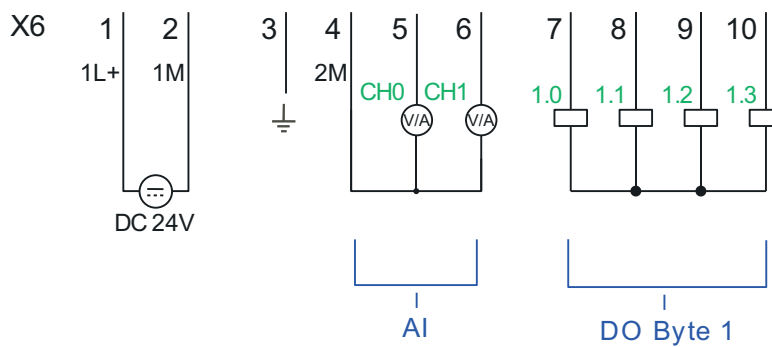 X6 1 2 3 4 5 6 7 8 9 10
1L+ 1M 2M
CH0 CH1 1.0 1.1 1.2 1.3
V/A V/A
DC 24V
AI DO Byte 1